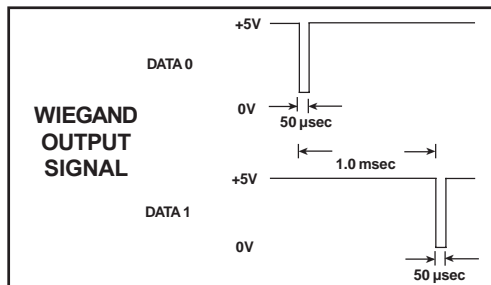 +5V
DATA 0
0V
50 µsec
WIEGAND
OUTPUT
SIGNAL
1.0 msec
+5V
DATA 1
0V
50 µsec